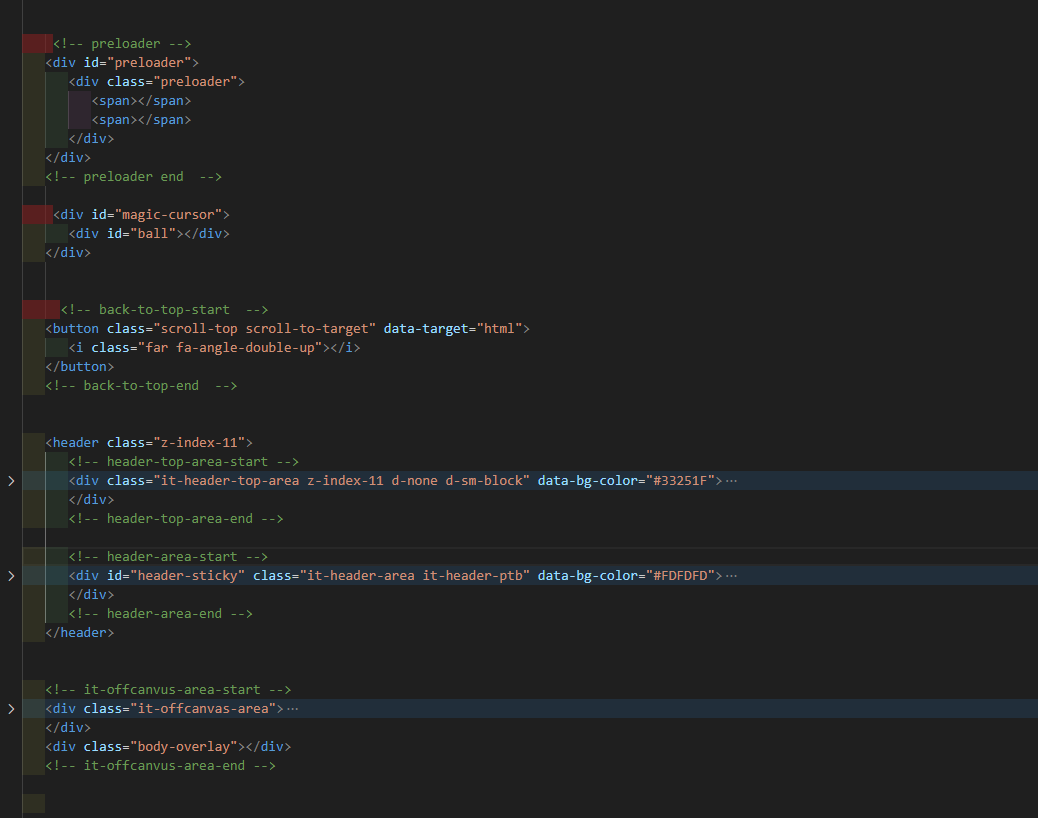 <!-- preloader -->
<div id="preloader">
<div class="preloader">
<span></span>
<span></span>
</div>
</div>
<!-- preloader end  -->
<div id="magic-cursor">
<div id="ball"></div>
</div>
<!-- back-to-top-start  -->
<button class="scroll-top scroll-to-target" data-target="html">
<i class="far fa-angle-double-up"></i>
</button>
<!-- back-to-top-end  -->
<header class="z-index-11">
<!-- header-top-area-start -->
<div class="it-header-top-area z-index-11 d-none d-sm-block" data-bg-color="#33251F">···
</div>
<!-- header-top-area-end -->
<!-- header-area-start -->
<div id="header-sticky" class="it-header-area it-header-ptb" data-bg-color="#FDFDFD">···
</div>
<!-- header-area-end -->
</header>
<!-- it-offcanvus-area-start -->
<div class="it-offcanvas-area">···
</div>
<div class="body-overlay"></div>
<!-- it-offcanvus-area-end -->